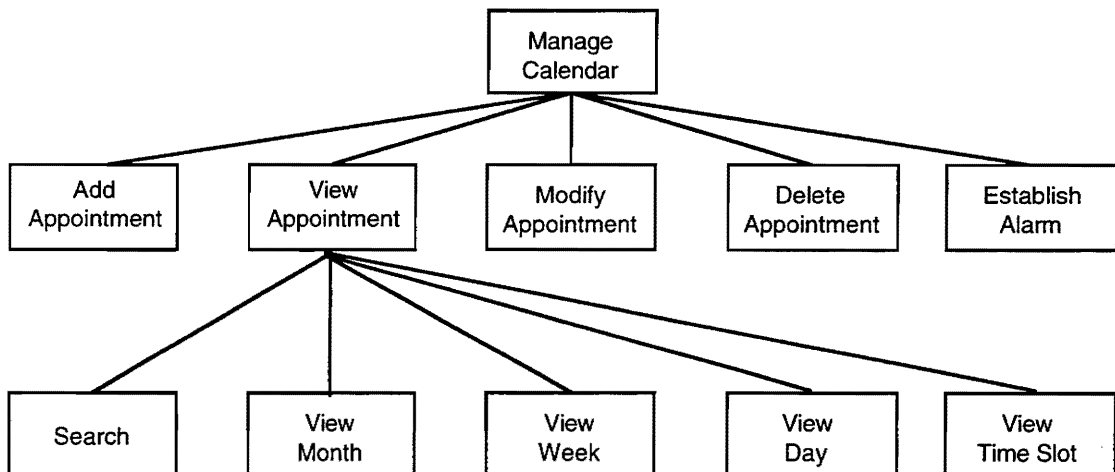 Manage
Calendar
Add
Appointment
View
Appointment
Modify
Appointment
Delete
Appointment
Establish
Alarm
Search
View
Month
View
Week
View
Day
View
Time Slot